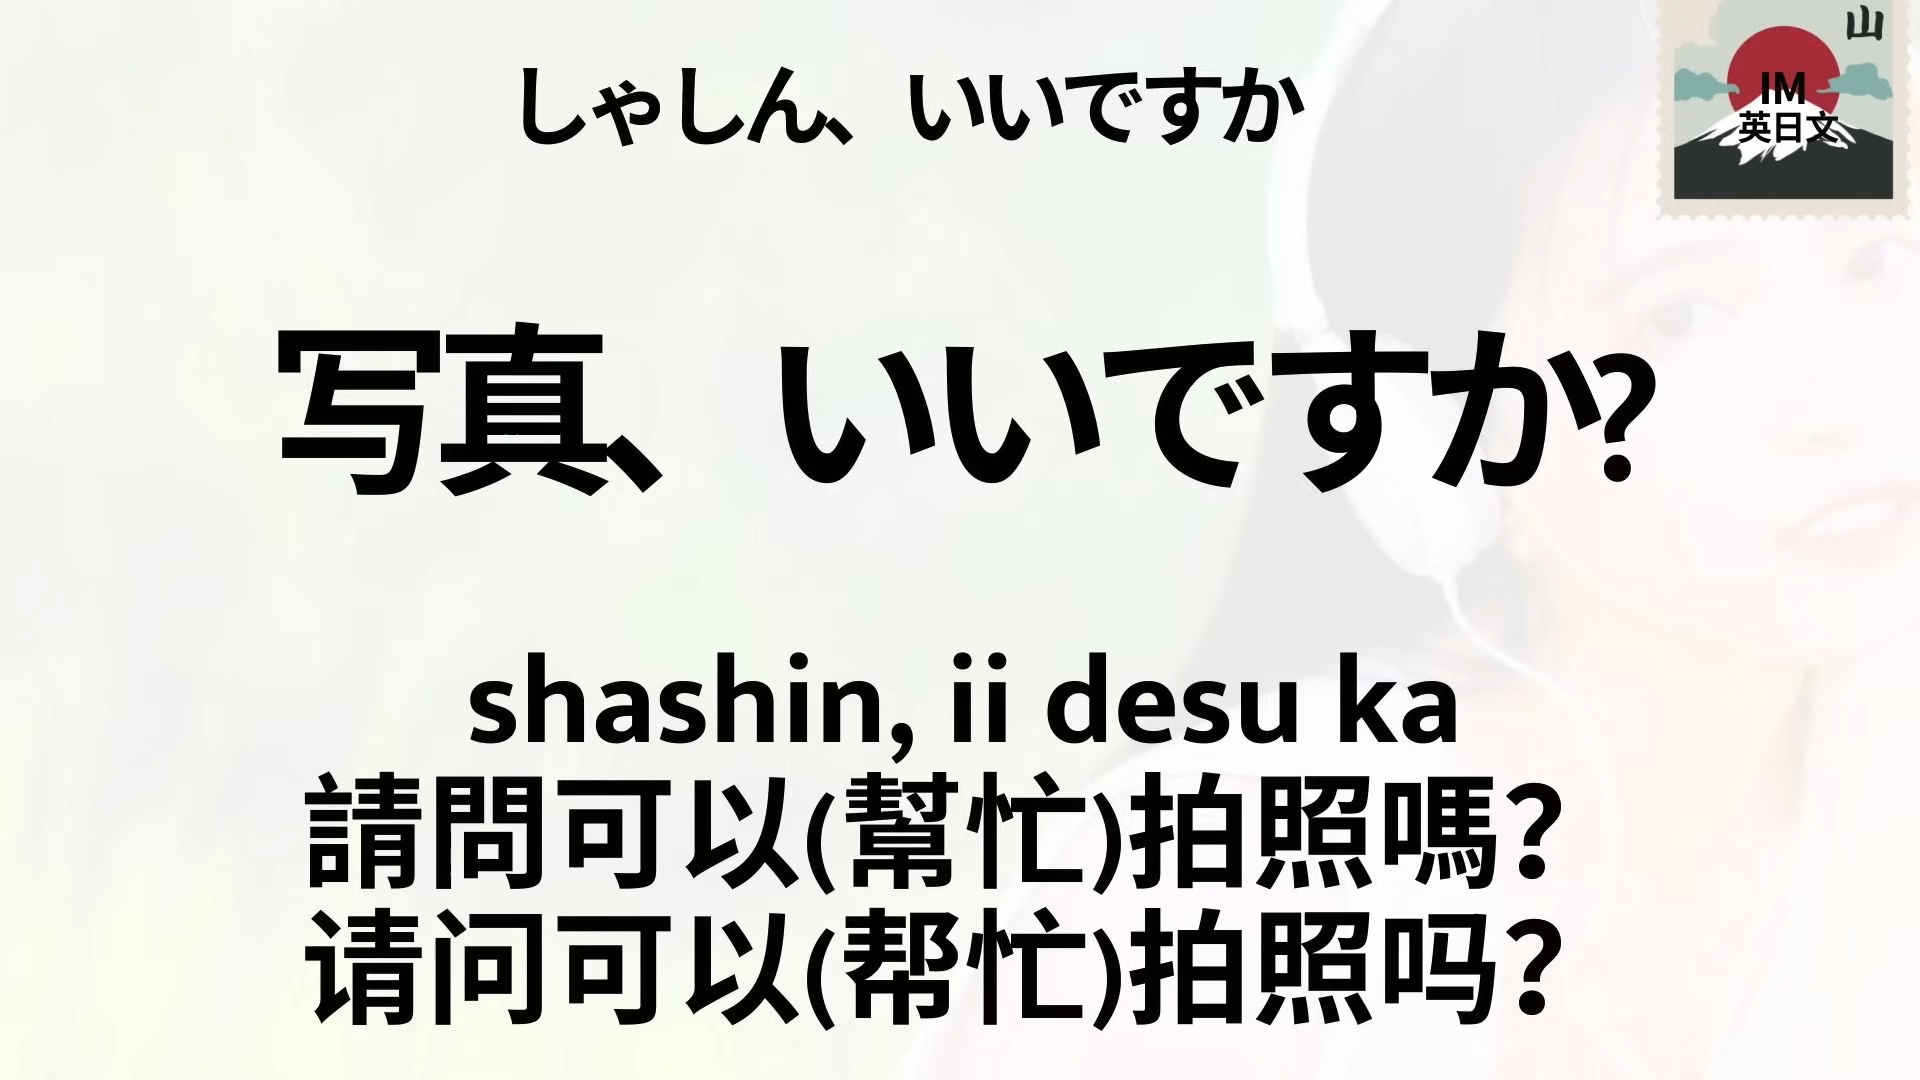 山
IM
英日文
しゃしん、いいですか
写真、いいですか?
shashin, ii desu ka
請問可以(幫忙)拍照嗎?
请问可以(帮忙)拍照吗?